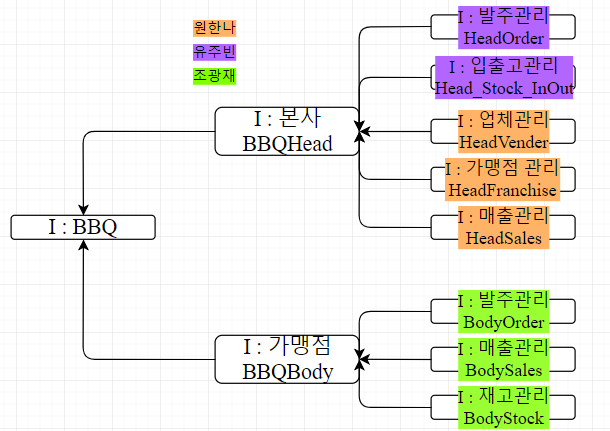 원한나
유주빈
조광재
I : BBQ
I : 본사
BBQHead
I : 발주관리
HeadOrder
I : 입출고관리
Head_Stock_InOut
I : 업체관리
HeadVender
I : 가맹점 관리
HeadFranchise
I : 매출관리
HeadSales
I : 가맹점
BBQBody
I : 발주관리
BodyOrder
I : 매출관리
BodySales
I : 재고관리
BodyStock